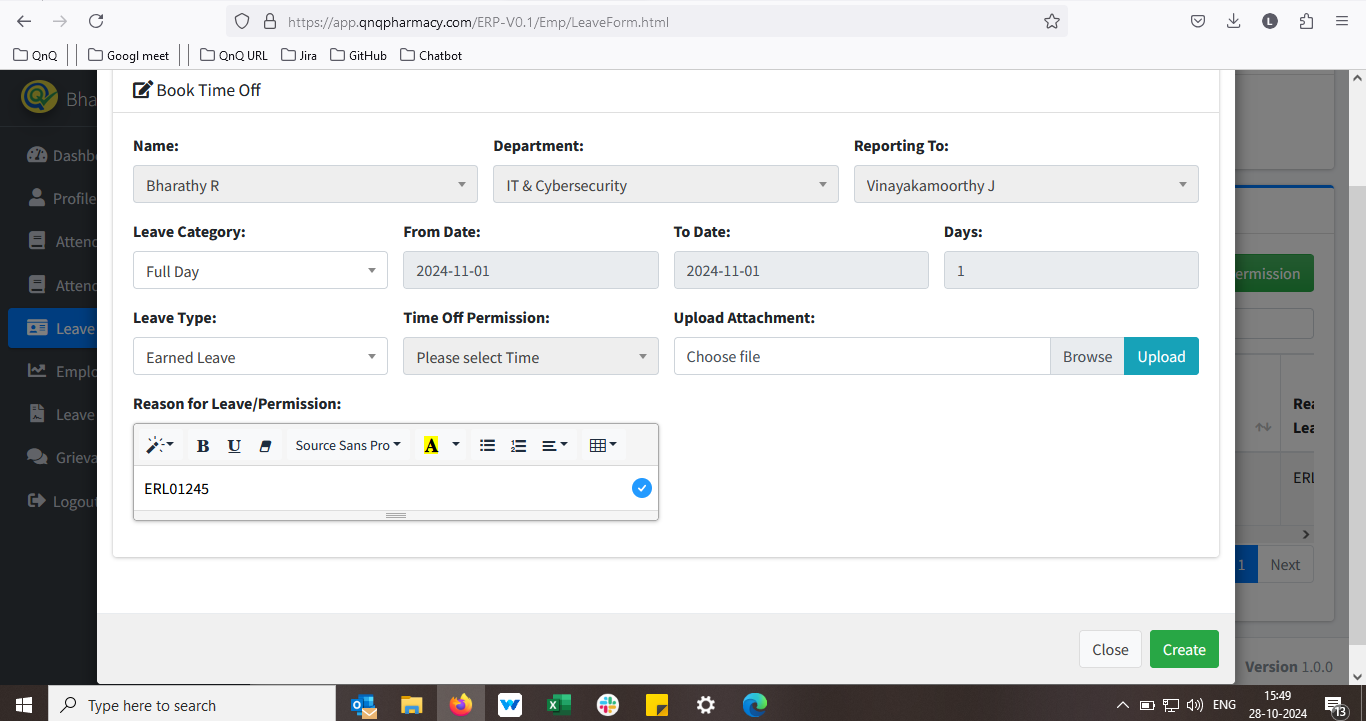 https://app.qnqpharmacy.com/ERP-V0.1/Emp/LeaveForm.html
L
QnQ
Googl meet
QnQ URL
Jira
GitHub
Chatbot
Bha
Book Time Off
Dashb
Profile
Attend
Attend
Leave
Emplo
Leave
Grieva
Logout
Name:
Department:
Reporting To:
Bharathy R
IT & Cybersecurity
Vinayakamoorthy J
Leave Category:
From Date:
To Date:
Days:
Full Day
2024-11-01
2024-11-01
1
ermission
Leave Type:
Time Off Permission:
Upload Attachment:
Earned Leave
Please select Time
Choose file
Browse
Upload
Reason for Leave/Permission:
B U Source Sans Pro A
ERL01245
Rea
Lea
ERL
1
Next
Close
Create
Version 1.0.0
Type here to search
ENG
15:49
28-10-2024
13